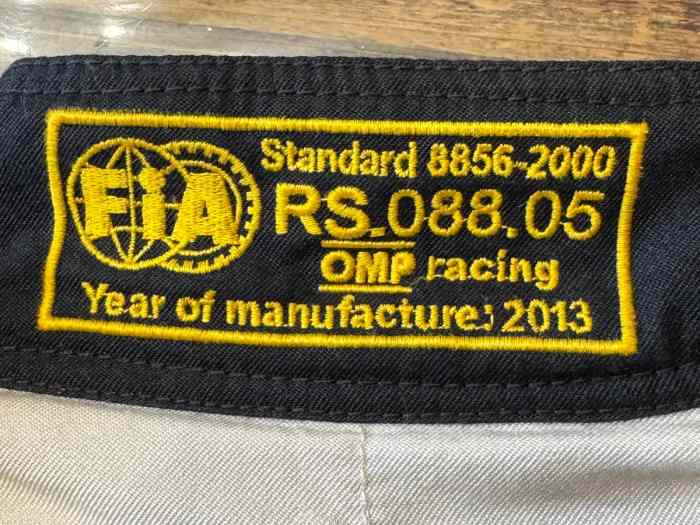 FiA
Standard 8856-2000
RS.088.05
OMP racing
Year of manufacture: 2013